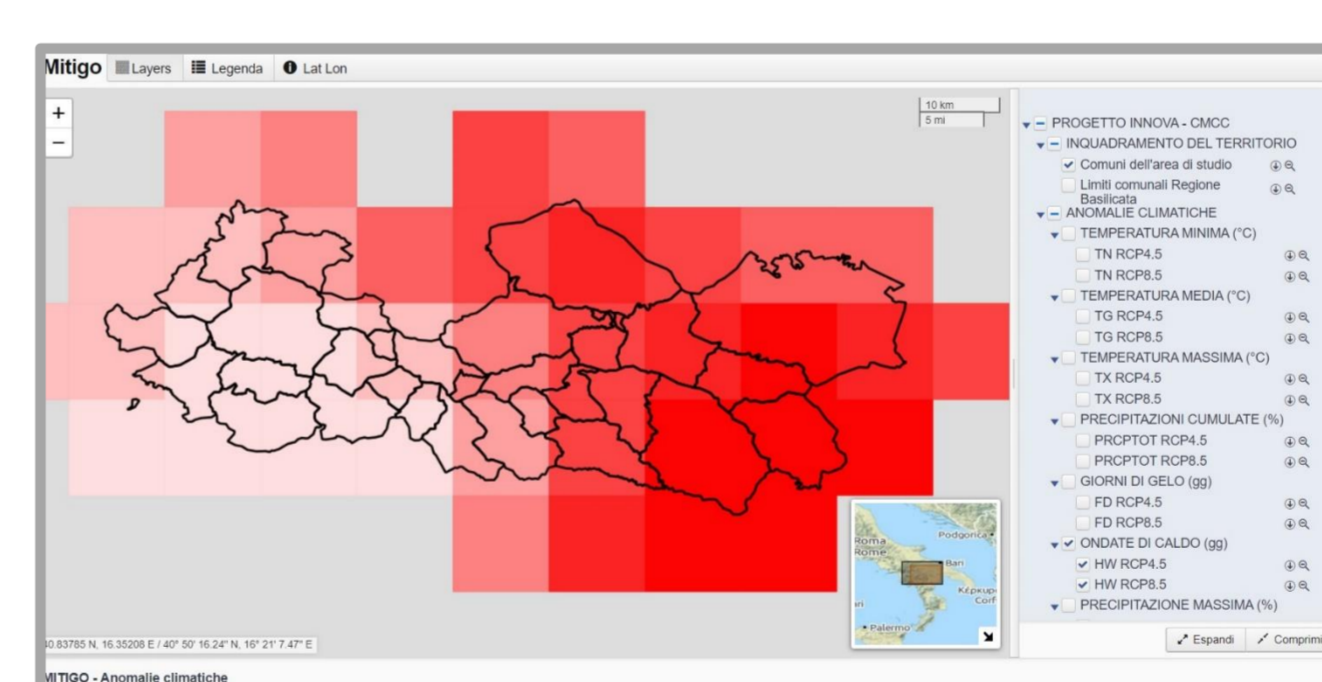 Mitigo Layers Legenda Lat Lon
+
−
10 km
5 mi
PROGETTO INNOVA - CMCC
INQUADRAMENTO DEL TERRITORIO
Comuni dell'area di studio
Limiti comunali Regione
Basilicata
ANOMALIE CLIMATICHE
TEMPERATURA MINIMA (°C)
TN RCP4.5
TN RCP8.5
TEMPERATURA MEDIA (°C)
TG RCP4.5
TG RCP8.5
TEMPERATURA MASSIMA (°C)
TX RCP4.5
TX RCP8.5
PRECIPITAZIONI CUMULATE (%)
PRCPTOT RCP4.5
PRCPTOT RCP8.5
GIORNI DI GELO (gg)
FD RCP4.5
FD RCP8.5
ONDATE DI CALDO (gg)
HW RCP4.5
HW RCP8.5
PRECIPITAZIONE MASSIMA (%)
Roma
Rome
Podgorica
Bari
Palermo
40.83785 N, 16.35208 E / 40° 50' 16.24" N, 16° 21' 7.47" E
Espandi Comprimi
MITIGO - Anomalie climatiche